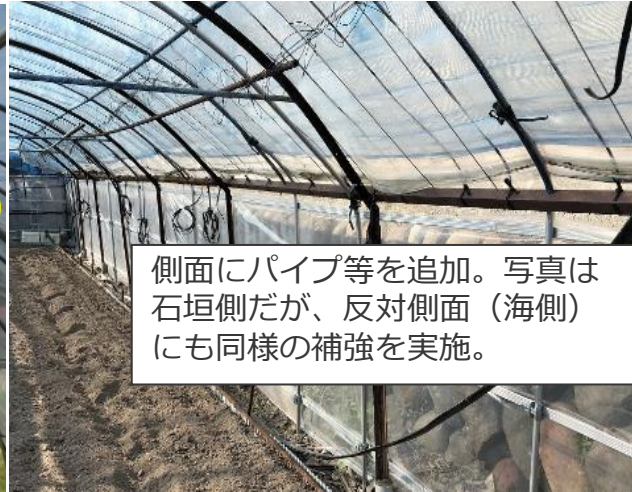 側面にパイプ等を追加。写真は
石垣側だが、反対側面（海側）
にも同様の補強を実施。